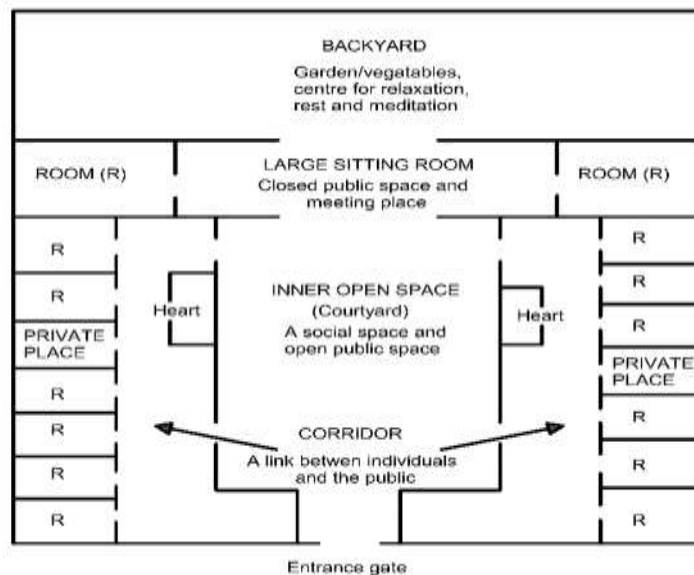 BACKYARD
Garden/vegatables,
centre for relaxation,
rest and meditation
ROOM (R)
LARGE SITTING ROOM
Closed public space and
meeting place
ROOM (R)
R
R
PRIVATE
PLACE
R
R
R
R
Heart
INNER OPEN SPACE
(Courtyard)
A social space and
open public space
Heart
CORRIDOR
A link betwen individuals
and the public
R
R
R
PRIVATE
PLACE
R
R
R
Entrance gate